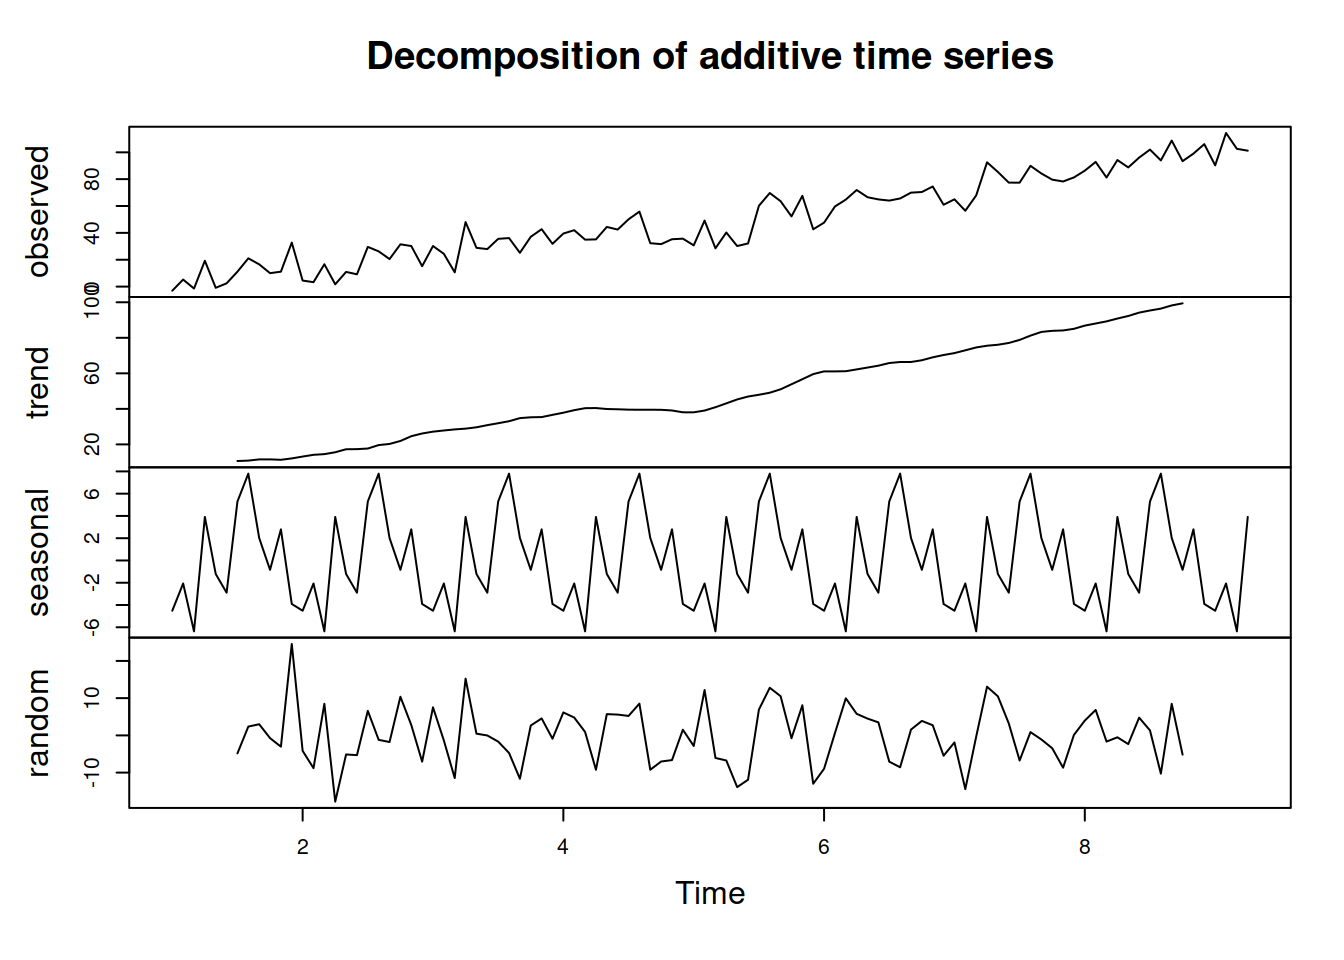 Decomposition of additive time series
observed
80
40
0
trend
100
60
20
seasonal
6
2
-2
-6
random
10
-10
2 4 6 8
Time